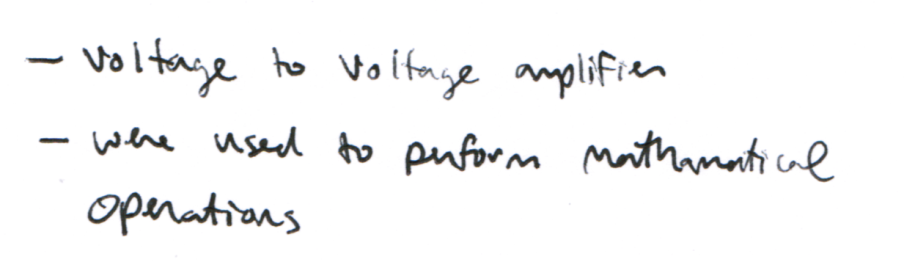 - Voltage to Voltage amplifier
- were used to perform mathematical
operations